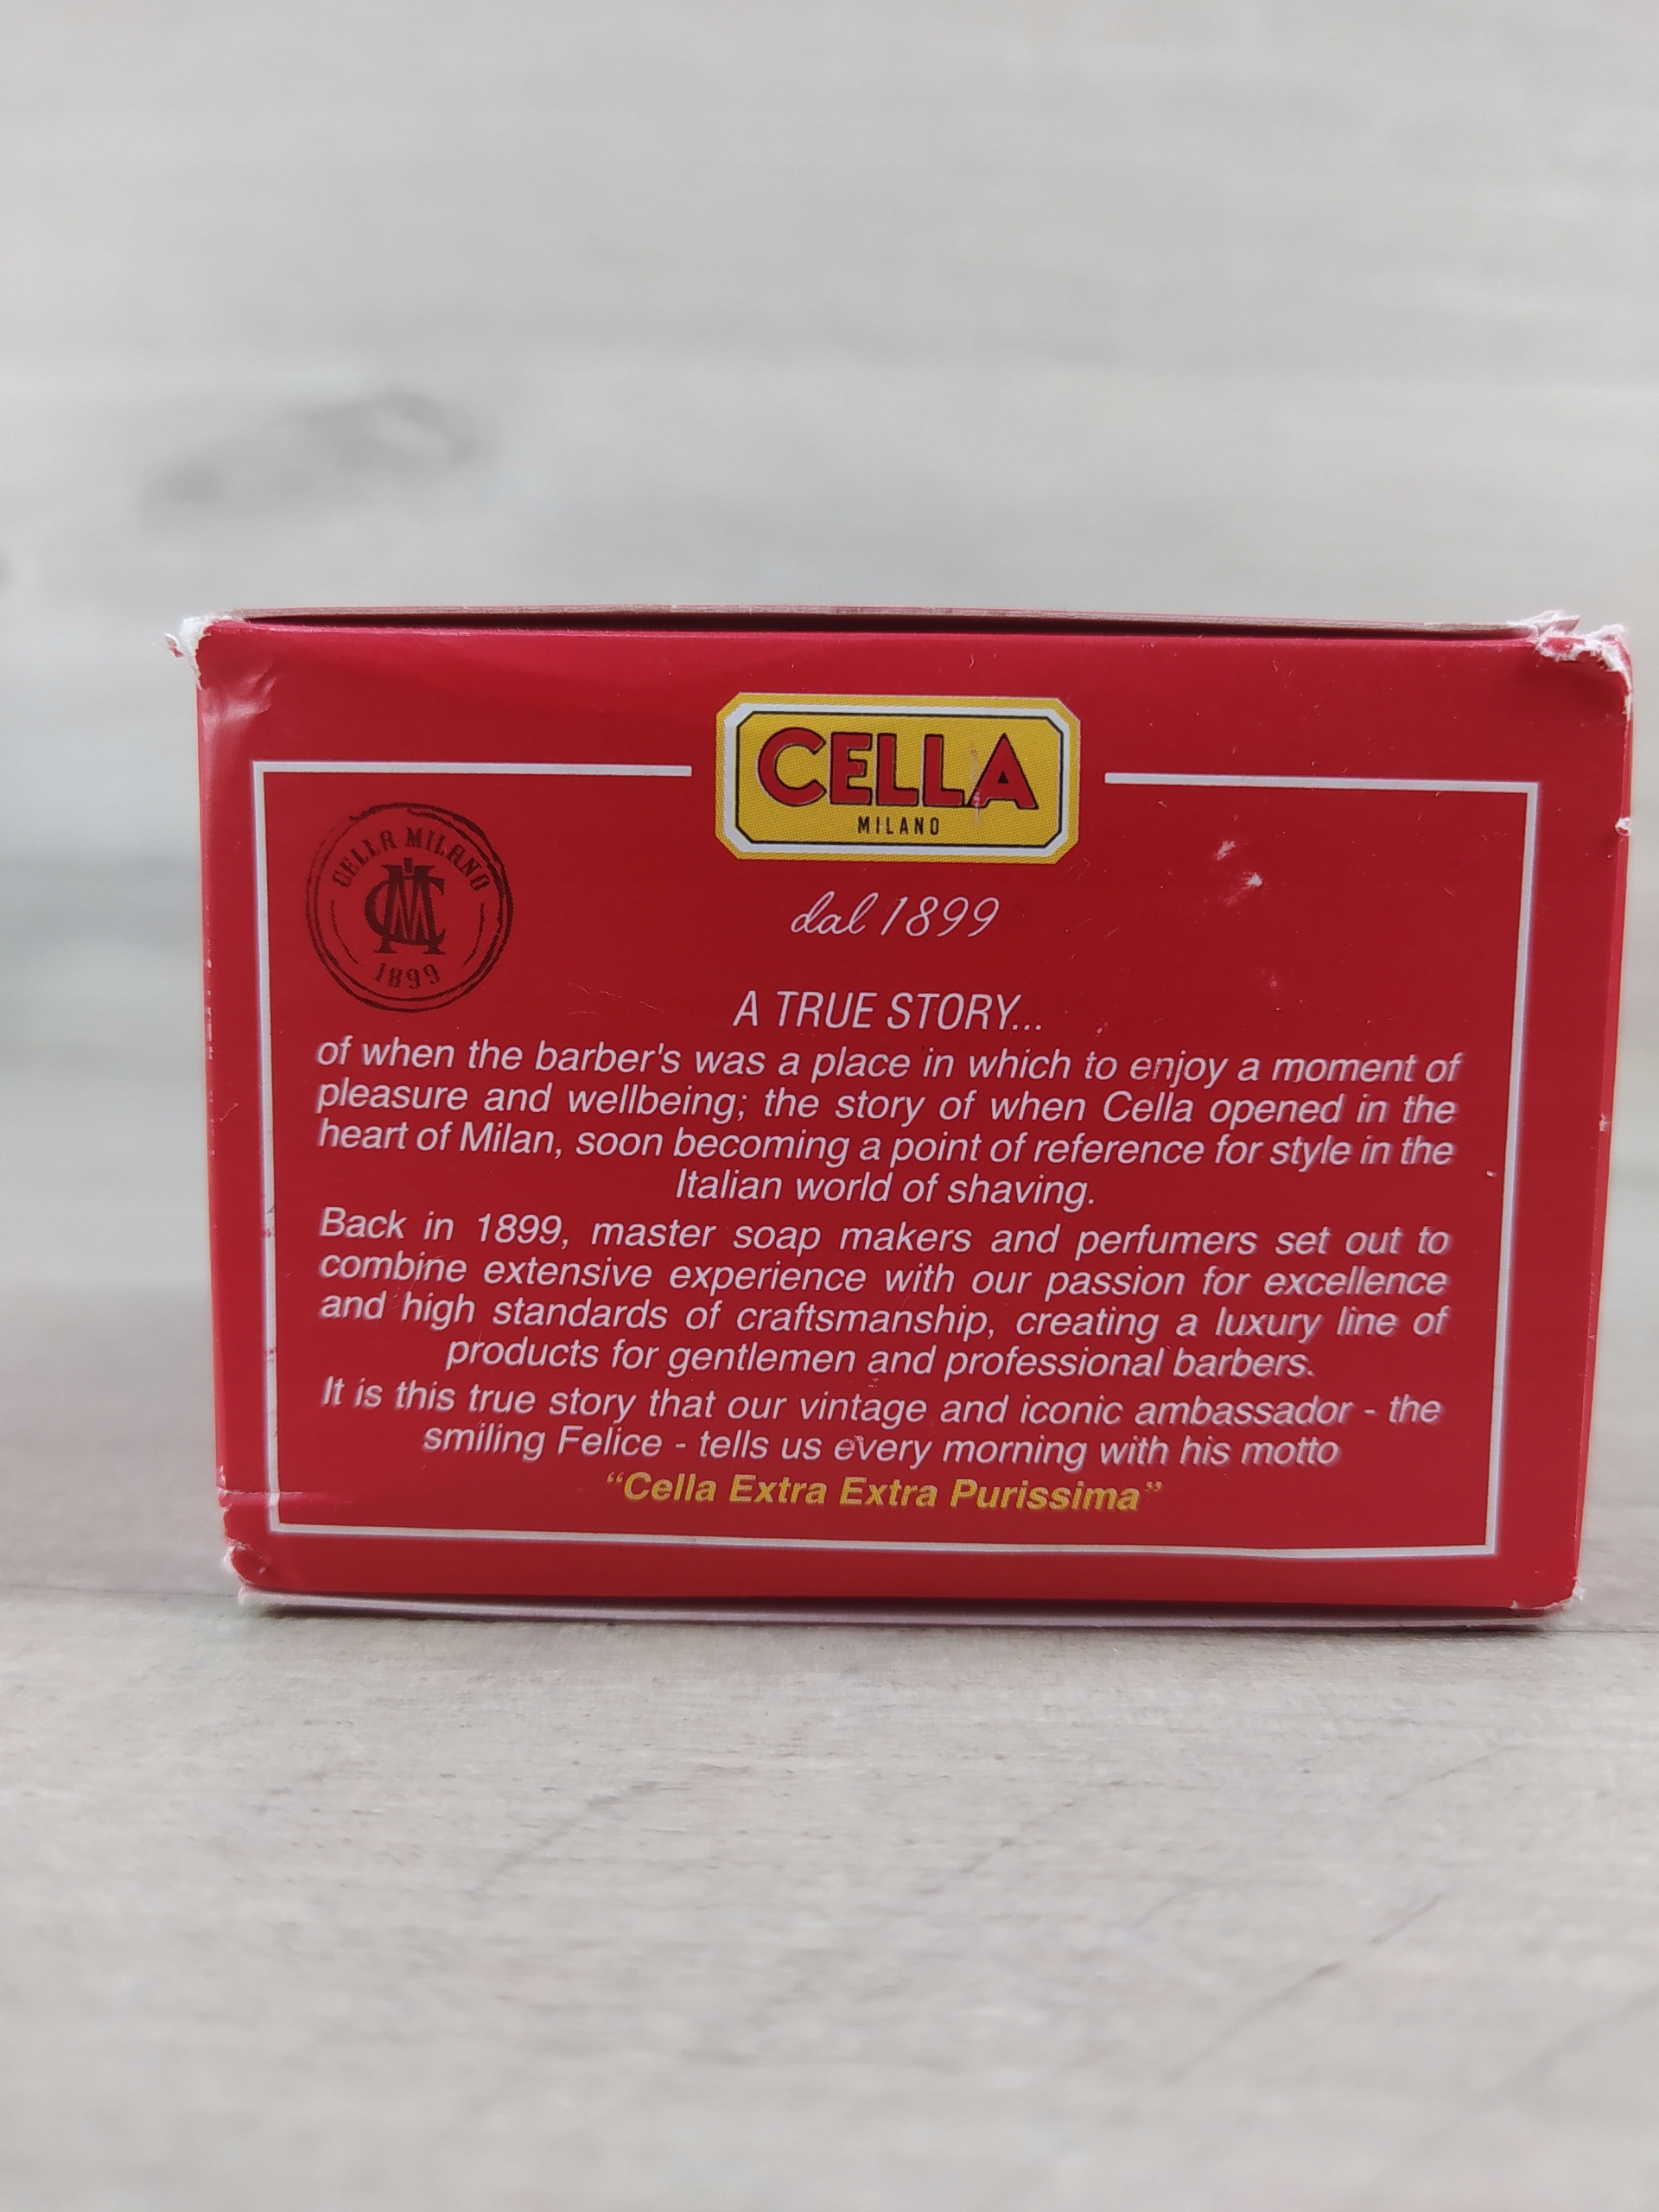 CELLA
MILANO
CELLA MILANO
CM
1899
dal 1899
A TRUE STORY...
of when the barber's was a place in which to enjoy a moment of
pleasure and wellbeing; the story of when Cella opened in the
heart of Milan, soon becoming a point of reference for style in the
Italian world of shaving.
Back in 1899, master soap makers and perfumers set out to
combine extensive experience with our passion for excellence
and high standards of craftsmanship, creating a luxury line of
products for gentlemen and professional barbers.
It is this true story that our vintage and iconic ambassador - the
smiling Felice - tells us every morning with his motto
“Cella Extra Extra Purissima”